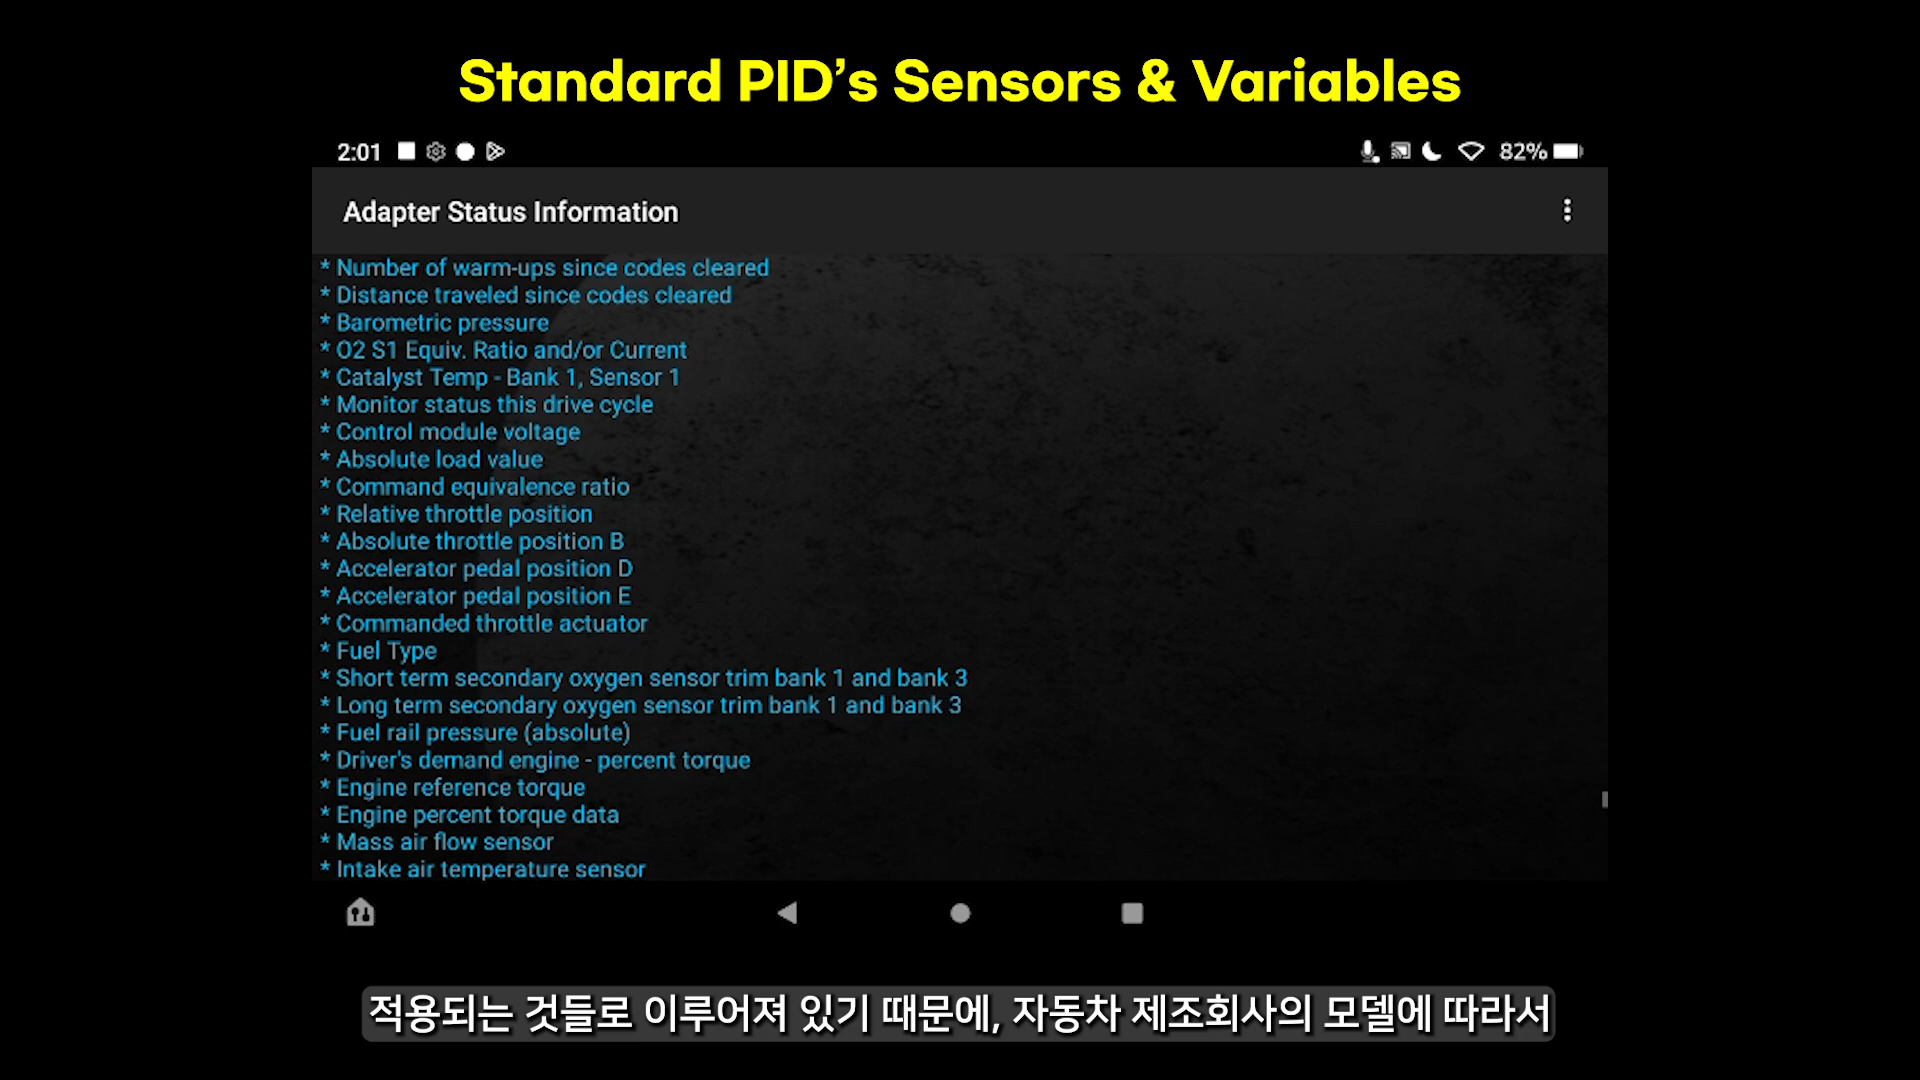 Standard PID’s Sensors & Variables
2:01
82%
Adapter Status Information
* Number of warm-ups since codes cleared
* Distance traveled since codes cleared
* Barometric pressure
* O2 S1 Equiv. Ratio and/or Current
* Catalyst Temp - Bank 1, Sensor 1
* Monitor status this drive cycle
* Control module voltage
* Absolute load value
* Command equivalence ratio
* Relative throttle position
* Absolute throttle position B
* Accelerator pedal position D
* Accelerator pedal position E
* Commanded throttle actuator
* Fuel Type
* Short term secondary oxygen sensor trim bank 1 and bank 3
* Long term secondary oxygen sensor trim bank 1 and bank 3
* Fuel rail pressure (absolute)
* Driver's demand engine - percent torque
* Engine reference torque
* Engine percent torque data
* Mass air flow sensor
* Intake air temperature sensor
적용되는 것들로 이루어져 있기 때문에, 자동차 제조회사의 모델에 따라서